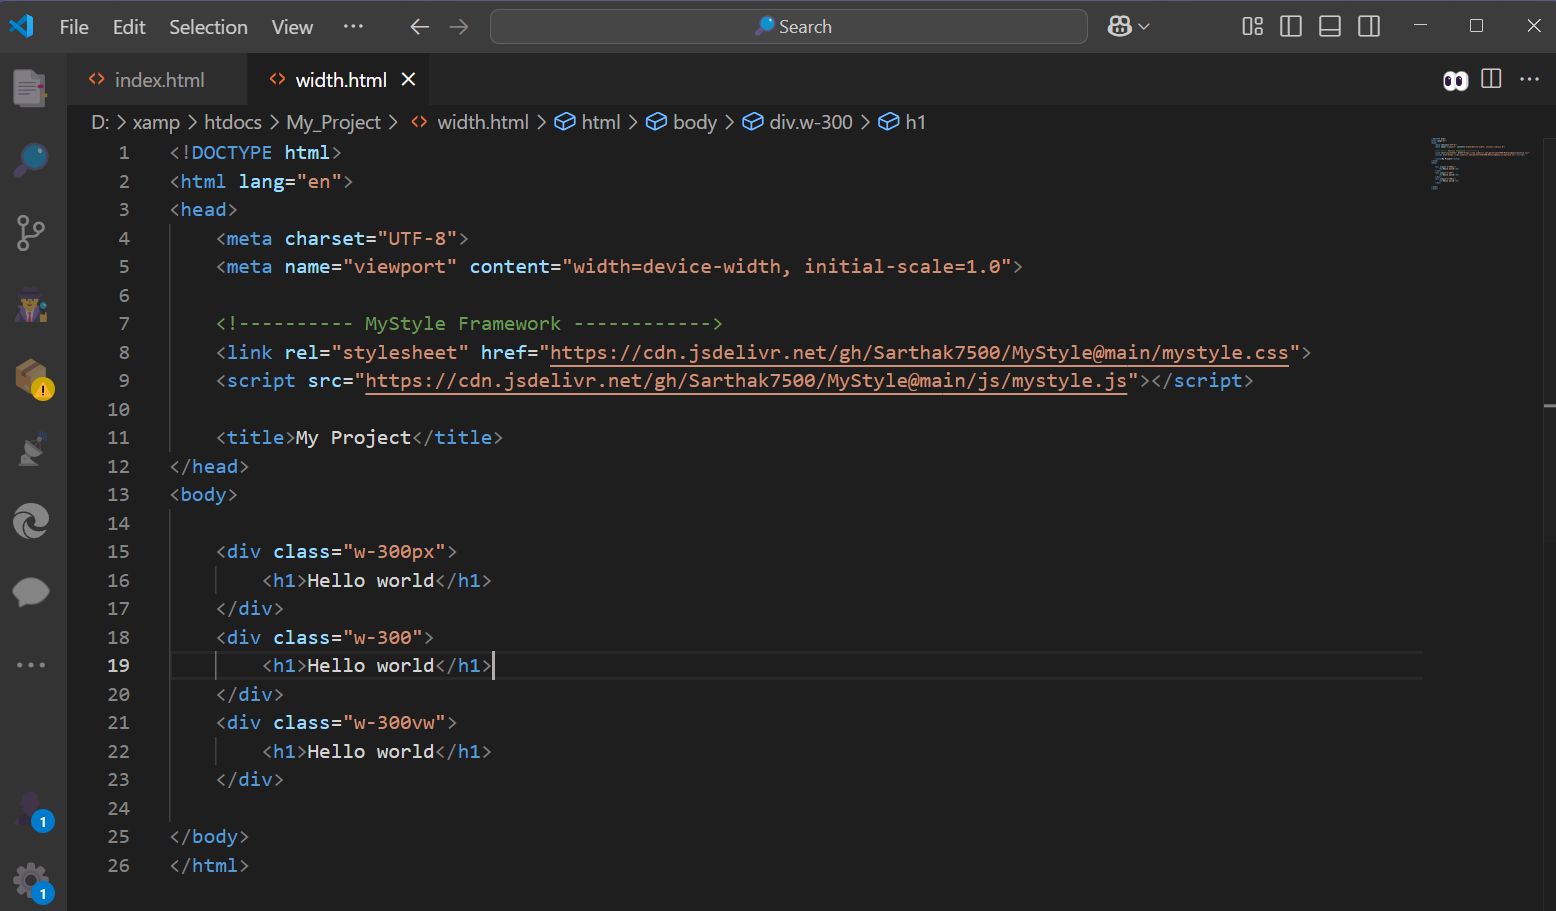 File Edit Selection View ··· Search
index.html width.html
D: > xamp > htdocs > My_Project > width.html > html > body > div.w-300 > h1
1 <!DOCTYPE html>
2 <html lang="en">
3 <head>
4 <meta charset="UTF-8">
5 <meta name="viewport" content="width=device-width, initial-scale=1.0">
6
7 <!---------- MyStyle Framework ------------>
8 <link rel="stylesheet" href="https://cdn.jsdelivr.net/gh/Sarthak7500/MyStyle@main/mystyle.css">
9 <script src="https://cdn.jsdelivr.net/gh/Sarthak7500/MyStyle@main/js/mystyle.js"></script>
10
11 <title>My Project</title>
12 </head>
13 <body>
14
15 <div class="w-300px">
16 <h1>Hello world</h1>
17 </div>
18 <div class="w-300">
19 <h1>Hello world</h1>
20 </div>
21 <div class="w-300vw">
22 <h1>Hello world</h1>
23 </div>
24
25 </body>
26 </html>
1
1